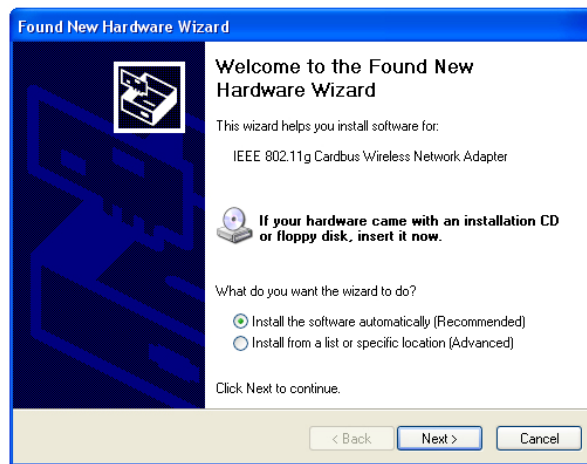 Found New Hardware Wizard
Welcome to the Found New
Hardware Wizard
This wizard helps you install software for:
IEEE 802.11g Cardbus Wireless Network Adapter
If your hardware came with an installation CD
or floppy disk, insert it now.
What do you want the wizard to do?
Install the software automatically (Recommended)
Install from a list or specific location (Advanced)
Click Next to continue.
< Back
Next >
Cancel